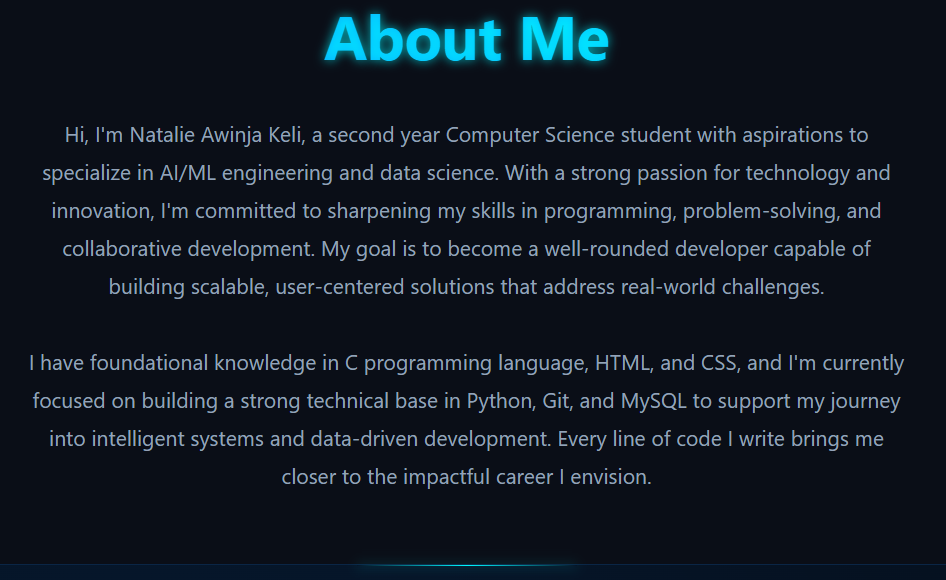 About Me
Hi, I'm Natalie Awinja Keli, a second year Computer Science student with aspirations to
specialize in AI/ML engineering and data science. With a strong passion for technology and
innovation, I'm committed to sharpening my skills in programming, problem-solving, and
collaborative development. My goal is to become a well-rounded developer capable of
building scalable, user-centered solutions that address real-world challenges.
I have foundational knowledge in C programming language, HTML, and CSS, and I'm currently
focused on building a strong technical base in Python, Git, and MySQL to support my journey
into intelligent systems and data-driven development. Every line of code I write brings me
closer to the impactful career I envision.